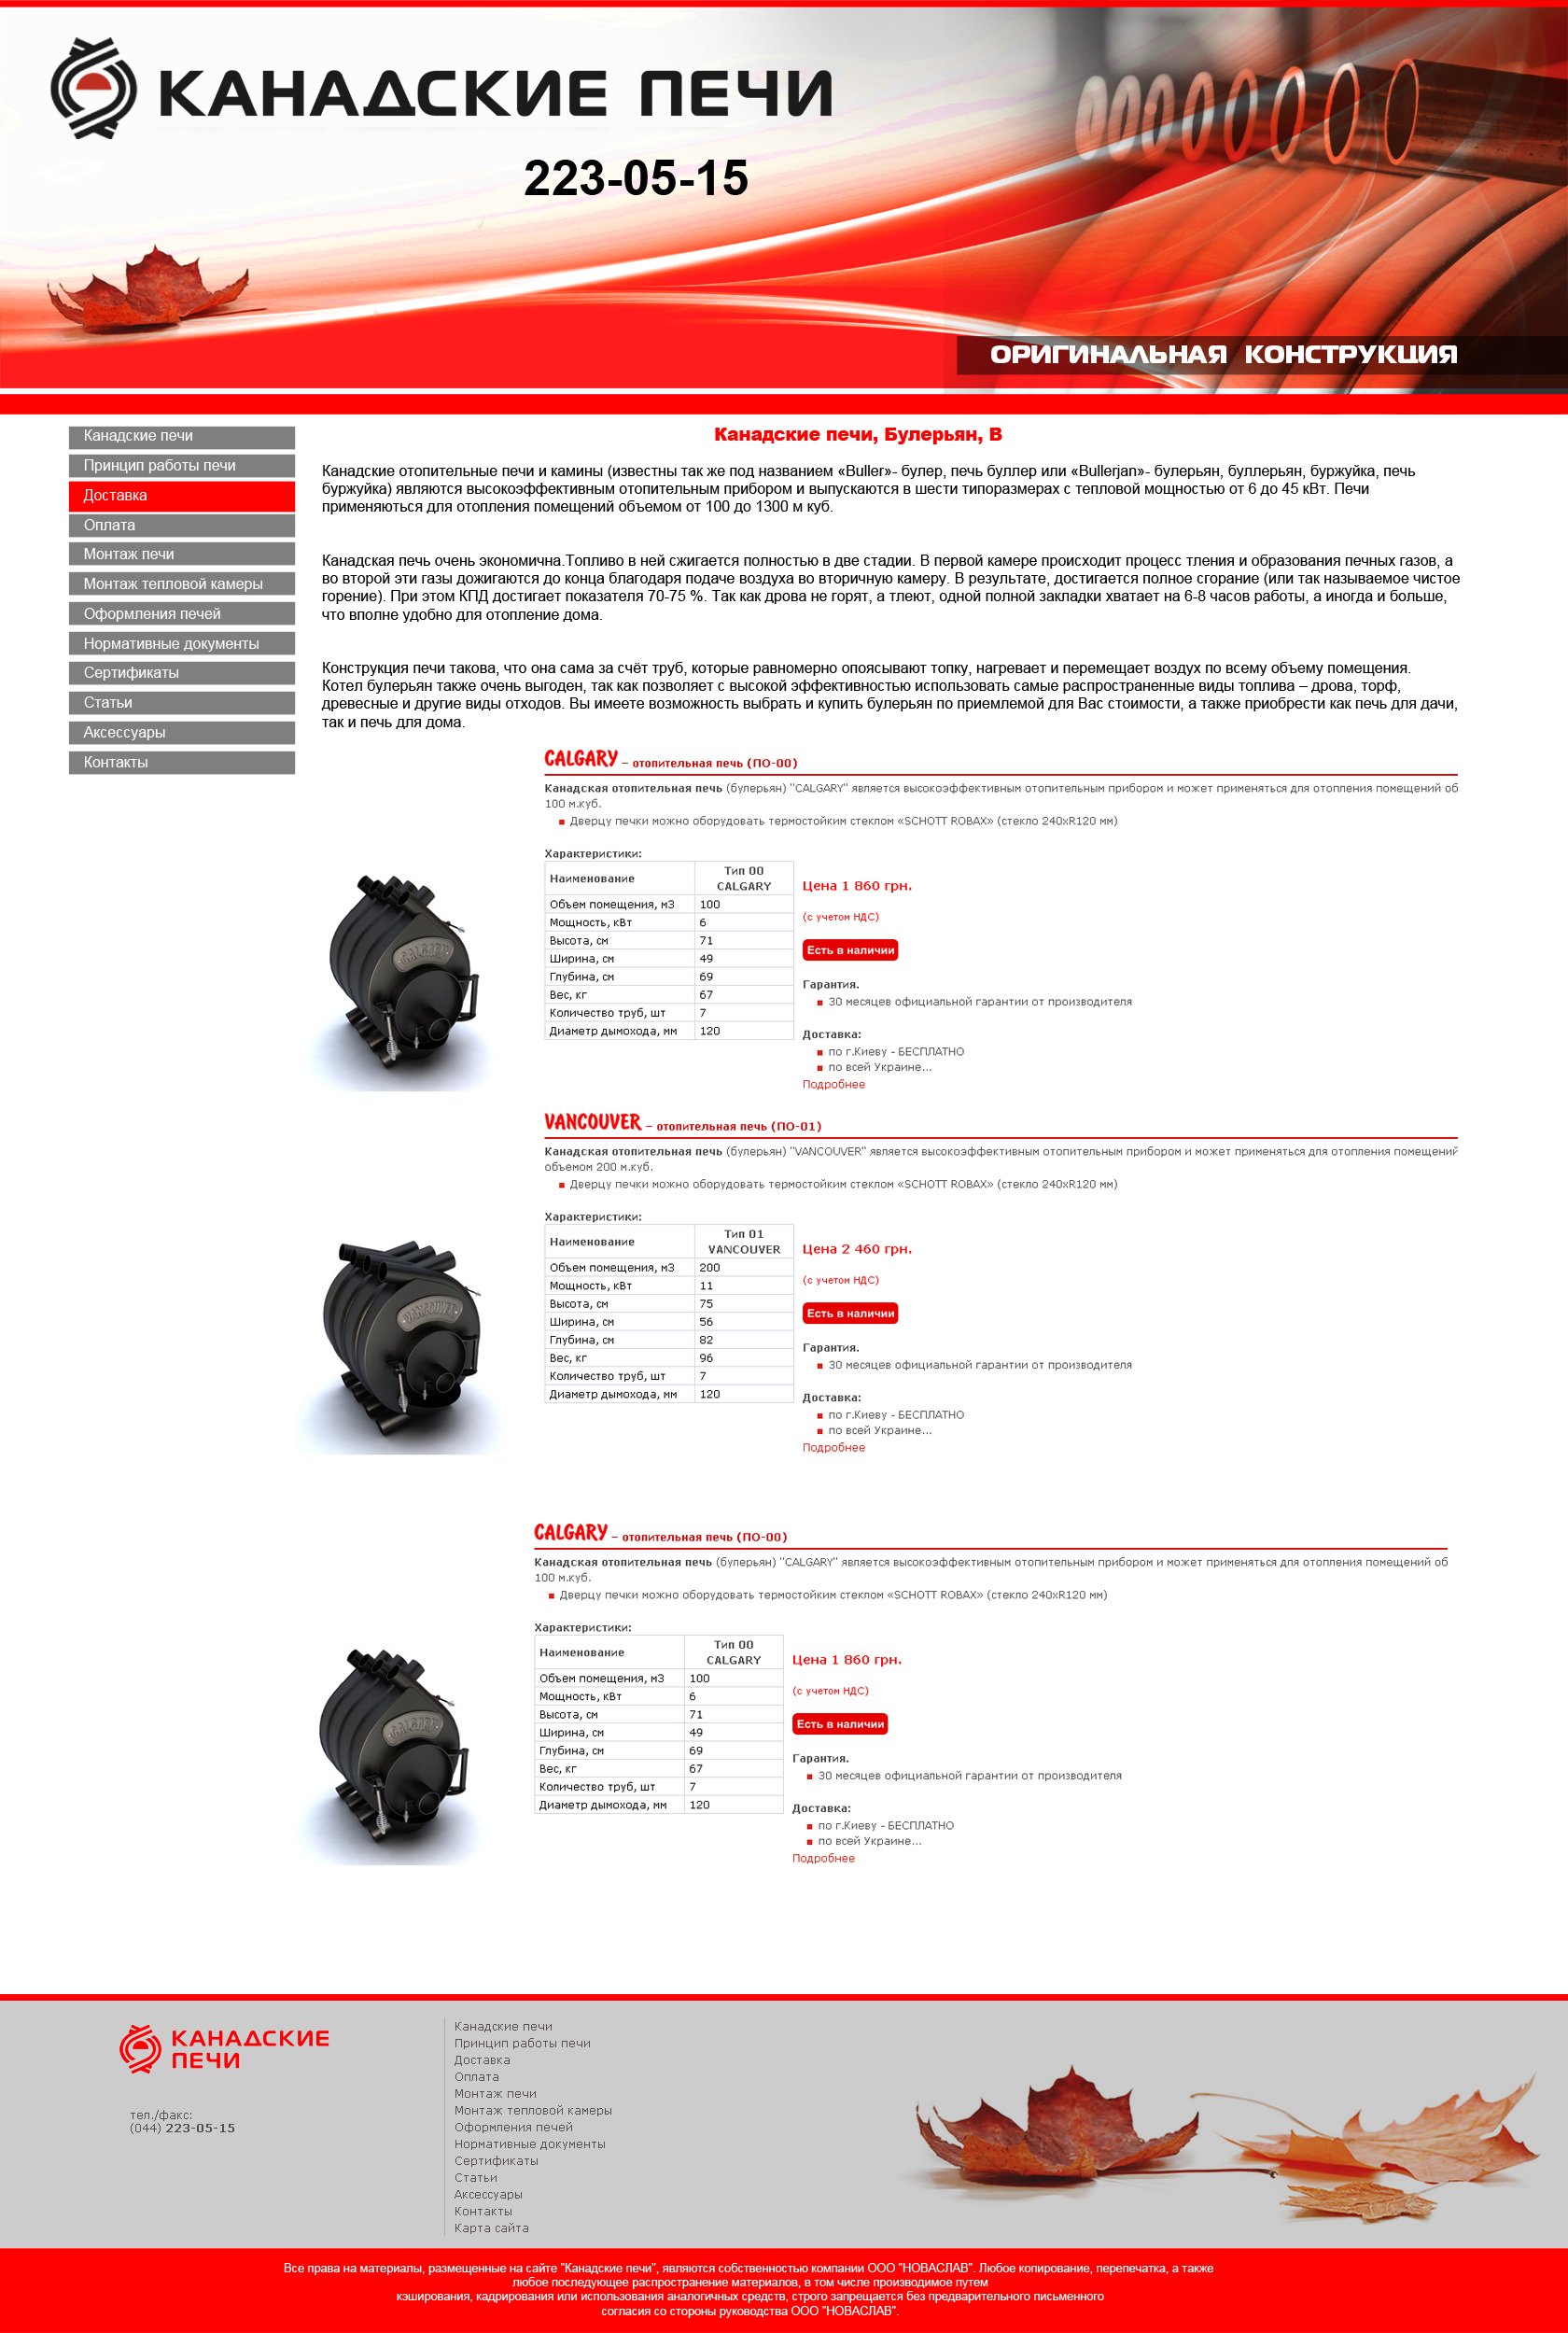 КАНАДСКИЕ ПЕЧИ
223-05-15
ОРИГИНАЛЬНАЯ КОНСТРУКЦИЯ
Канадские печи
Принцип работы печи
Доставка
Оплата
Монтаж печи
Монтаж тепловой камеры
Оформления печей
Нормативные документы
Сертификаты
Статьи
Аксессуары
Контакты
Канадские печи, Булерьян, В
Канадские отопительные печи и камины (известны так же под названием «Buller»- булер, печь буллер или «Bullerjan»- булерьян, буллерьян, буржуйка, печь
буржуйка) являются высокоэффективным отопительным прибором и выпускаются в шести типоразмерах с тепловой мощностью от 6 до 45 кВт. Печи
применяються для отопления помещений объемом от 100 до 1300 м куб.
Канадская печь очень экономична.Топливо в ней сжигается полностью в две стадии. В первой камере происходит процесс тления и образования печных газов, а
во второй эти газы дожигаются до конца благодаря подаче воздуха во вторичную камеру. В результате, достигается полное сгорание (или так называемое чистое
горение). При этом КПД достигает показателя 70-75 %. Так как дрова не горят, а тлеют, одной полной закладки хватает на 6-8 часов работы, а иногда и больше,
что вполне удобно для отопление дома.
Конструкция печи такова, что она сама за счёт труб, которые равномерно опоясывают топку, нагревает и перемещает воздух по всему объему помещения.
Котел булерьян также очень выгоден, так как позволяет с высокой эффективностью использовать самые распространенные виды топлива – дрова, торф,
древесные и другие виды отходов. Вы имеете возможность выбрать и купить булерьян по приемлемой для Вас стоимости, а также приобрести как печь для дачи,
так и печь для дома.
CALGARY – отопительная печь (ПО-00)
Канадская отопительная печь (булерьян) "CALGARY" является высокоэффективным отопительным прибором и может применяться для отопления помещений об
100 м.куб.
Дверцу печки можно оборудовать термостойким стеклом «SCHOTT ROBAX» (стекло 240xR120 мм)
Характеристики:
Наименование Тип 00 CALGARY
Объем помещения, м3 100
Мощность, кВт 6
Высота, см 71
Ширина, см 49
Глубина, см 69
Вес, кг 67
Количество труб, шт 7
Диаметр дымохода, мм 120
CALGARY
Цена 1 860 грн.
(с учетом НДС)
Есть в наличии
Гарантия.
30 месяцев официальной гарантии от производителя
Доставка:
по г.Киеву - БЕСПЛАТНО
по всей Украине...
Подробнее
VANCOUVER – отопительная печь (ПО-01)
Канадская отопительная печь (булерьян) "VANCOUVER" является высокоэффективным отопительным прибором и может применяться для отопления помещений
объемом 200 м.куб.
Дверцу печки можно оборудовать термостойким стеклом «SCHOTT ROBAX» (стекло 240xR120 мм)
Характеристики:
Наименование Тип 01 VANCOUVER
Объем помещения, м3 200
Мощность, кВт 11
Высота, см 75
Ширина, см 56
Глубина, см 82
Вес, кг 96
Количество труб, шт 7
Диаметр дымохода, мм 120
VANCOUVER
Цена 2 460 грн.
(с учетом НДС)
Есть в наличии
Гарантия.
30 месяцев официальной гарантии от производителя
Доставка:
по г.Киеву - БЕСПЛАТНО
по всей Украине...
Подробнее
CALGARY – отопительная печь (ПО-00)
Канадская отопительная печь (булерьян) "CALGARY" является высокоэффективным отопительным прибором и может применяться для отопления помещений об
100 м.куб.
Дверцу печки можно оборудовать термостойким стеклом «SCHOTT ROBAX» (стекло 240xR120 мм)
Характеристики:
Наименование Тип 00 CALGARY
Объем помещения, м3 100
Мощность, кВт 6
Высота, см 71
Ширина, см 49
Глубина, см 69
Вес, кг 67
Количество труб, шт 7
Диаметр дымохода, мм 120
CALGARY
Цена 1 860 грн.
(с учетом НДС)
Есть в наличии
Гарантия.
30 месяцев официальной гарантии от производителя
Доставка:
по г.Киеву - БЕСПЛАТНО
по всей Украине...
Подробнее
КАНАДСКИЕ
ПЕЧИ
тел./факс:
(044) 223-05-15
Канадские печи
Принцип работы печи
Доставка
Оплата
Монтаж печи
Монтаж тепловой камеры
Оформления печей
Нормативные документы
Сертификаты
Статьи
Аксессуары
Контакты
Карта сайта
Все права на материалы, размещенные на сайте "Канадские печи", являются собственностью компании ООО "НОВАСЛАВ". Любое копирование, перепечатка, а также
любое последующее распространение материалов, в том числе производимое путем
кэширования, кадрирования или использования аналогичных средств, строго запрещается без предварительного письменного
согласия со стороны руководства ООО "НОВАСЛАВ".